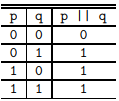 p q p || q
0 0 0
0 1 1
1 0 1
1 1 1